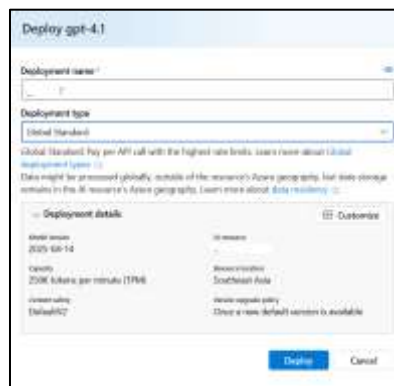 Deploy gpt-4.1
Deployment name *
Deployment type
Global Standard
Global Standard: Pay per API call with the highest rate limits. Learn more about Global
deployment types
Data might be processed globally, outside of the resource's Azure geography, but data storage
remains in the AI resource's Azure geography. Learn more about data residency
Deployment details
Customize
Model version
2025-04-14
AI resource
Capacity
250K tokens per minute (TPM)
Resource location
Southeast Asia
Content safety
DefaultV2
Version upgrade policy
Once a new default version is available
Deploy
Cancel